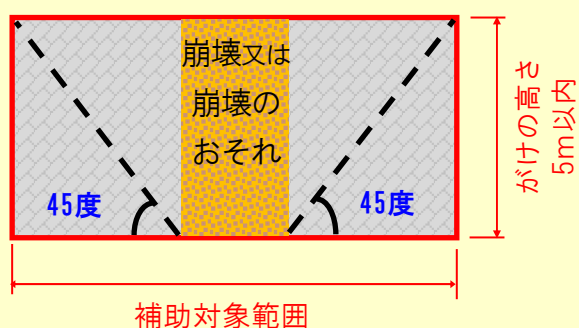 崩壊又は
崩壊の
おそれ
45度
45度
がけの高さ
5m以内
補助対象範囲